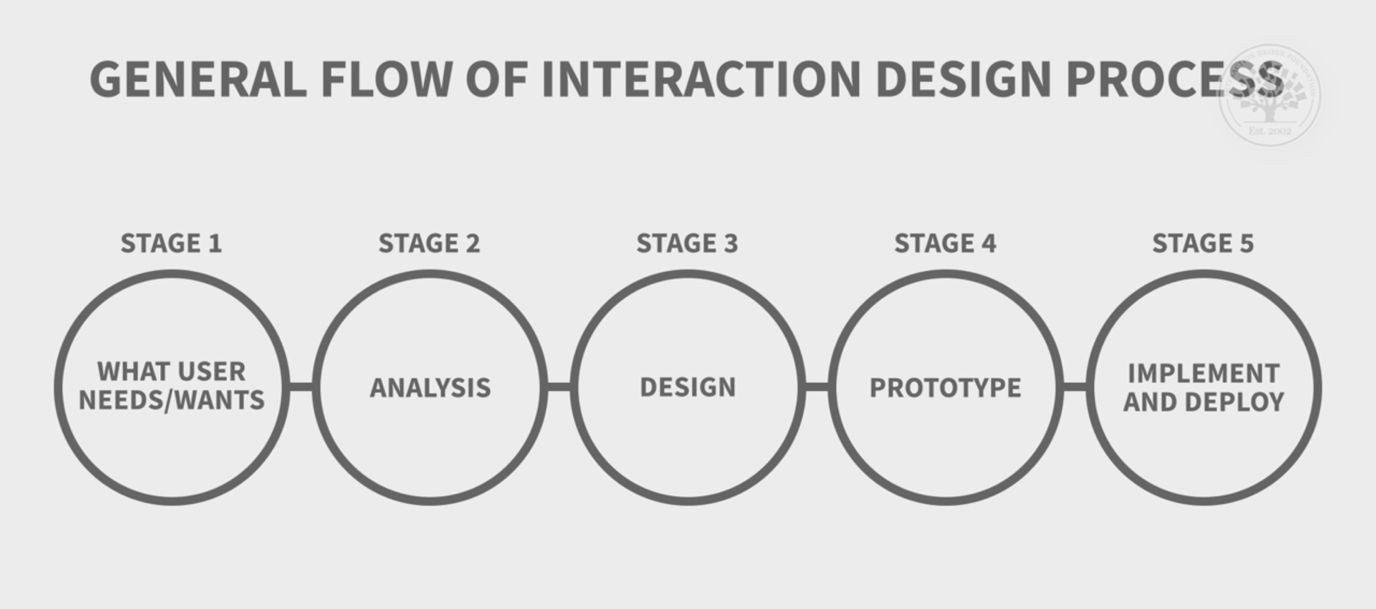 GENERAL FLOW OF INTERACTION DESIGN PROCESS
Est. 2002
STAGE 1
STAGE 2
STAGE 3
STAGE 4
STAGE 5
WHAT USER
NEEDS/WANTS
ANALYSIS
DESIGN
PROTOTYPE
IMPLEMENT
AND DEPLOY